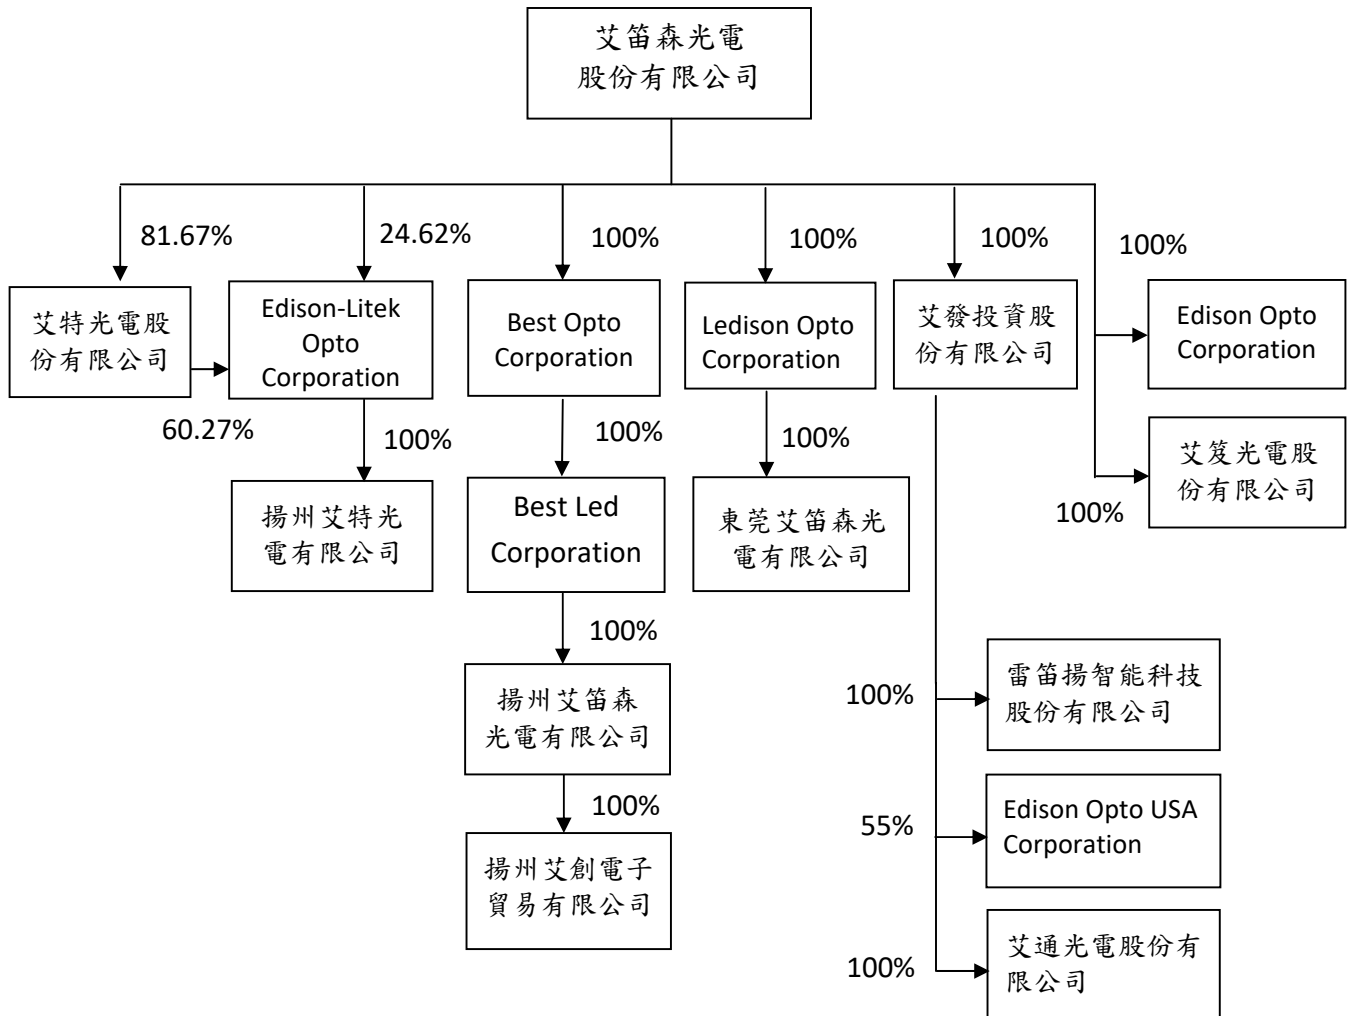 艾笛森光電
股份有限公司
81.67%
24.62%
100%
100%
100%
100%
艾特光電股
份有限公司
Edison-Litek
Opto
Corporation
Best Opto
Corporation
Ledison Opto
Corporation
艾發投資股
份有限公司
Edison Opto
Corporation
60.27%
100%
100%
100%
100%
艾笈光電股
份有限公司
揚州艾特光
電有限公司
Best Led
Corporation
東莞艾笛森光
電有限公司
100%
揚州艾笛森
光電有限公司
100%
雷笛揚智能科技
股份有限公司
100%
揚州艾創電子
貿易有限公司
55%
Edison Opto USA
Corporation
100%
艾通光電股份有
限公司